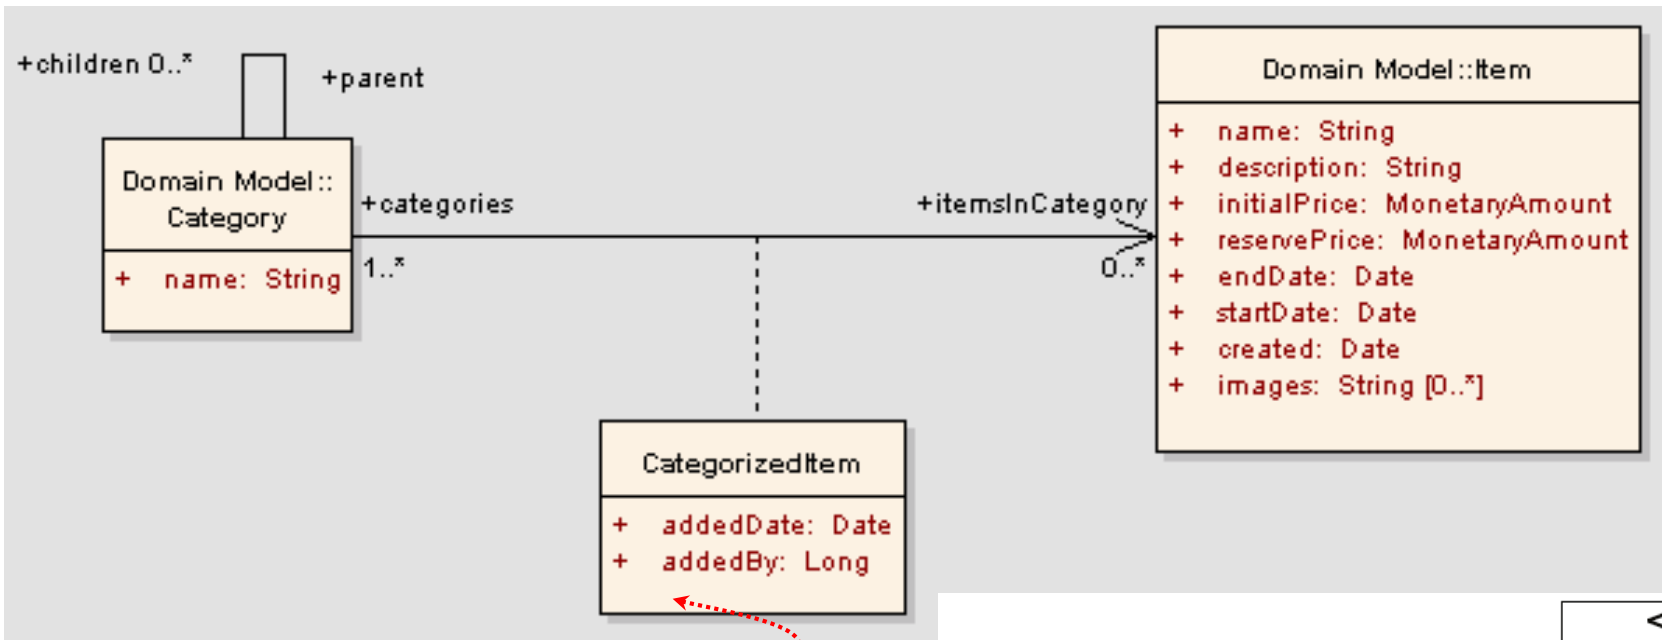 +children 0..*
+parent
Domain Model::
Category
+ name: String
+categories
1..*
+itemsInCategory
0..*
Domain Model::Item
+ name: String
+ description: String
+ initialPrice: MonetaryAmount
+ reservePrice: MonetaryAmount
+ endDate: Date
+ startDate: Date
+ created: Date
+ images: String [0..*]
CategorizedItem
+ addedDate: Date
+ addedBy: Long
<